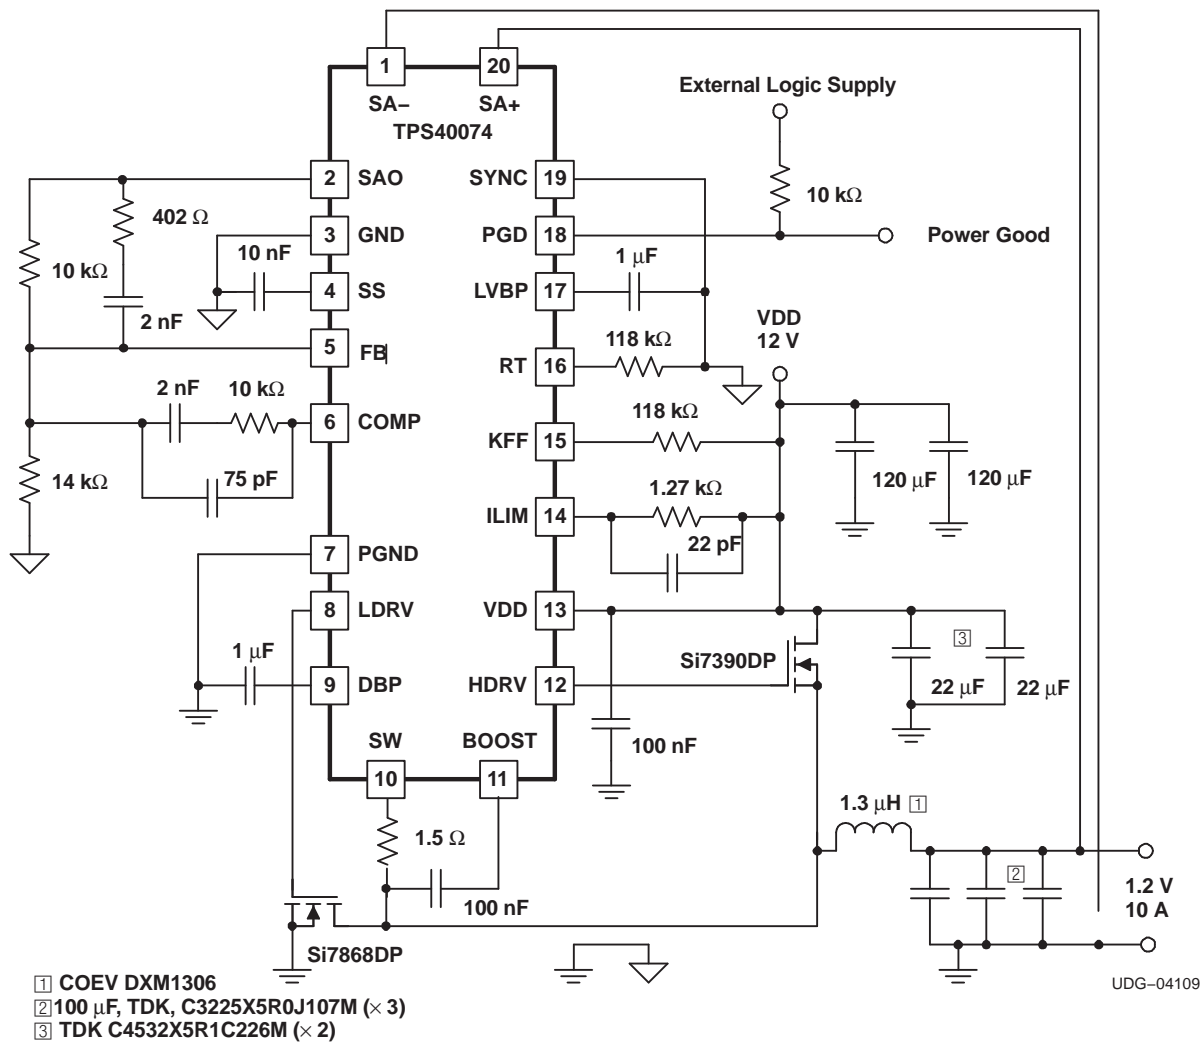 1
20
SA–
SA+
TPS40074
External Logic Supply
2
SAO
SYNC
19
10 kΩ
402 Ω
3
GND
PGD
18
Power Good
10 nF
1 μF
10 kΩ
4
SS
LVBP
17
2 nF
VDD
12 V
5
FB
118 kΩ
RT
16
2 nF
10 kΩ
6
COMP
118 kΩ
KFF
15
14 kΩ
75 pF
120 μF
120 μF
1.27 kΩ
ILIM
14
22 pF
7
PGND
8
LDRV
VDD
13
1 μF
Si7390DP
3
9
DBP
HDRV
12
22 μF
22 μF
SW
BOOST
100 nF
10
11
1.3 μH 1
1.5 Ω
100 nF
2
1.2 V
10 A
Si7868DP
UDG–04109
1 COEV DXM1306
2 100 μF, TDK, C3225X5R0J107M (× 3)
3 TDK C4532X5R1C226M (× 2)